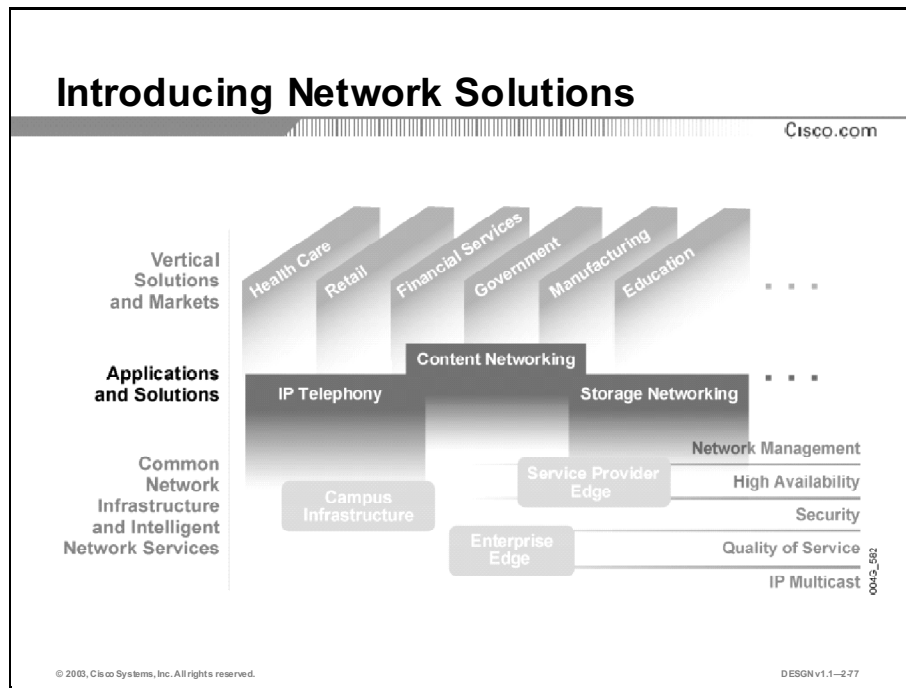 Introducing Network Solutions
Cisco.com
Vertical
Solutions
and Markets
Health Care
Retail
Financial Services
Government
Manufacturing
Education
. . .
Applications
and Solutions
IP Telephony
Content Networking
Storage Networking
. . .
Common
Network
Infrastructure
and Intelligent
Network Services
Campus
Infrastructure
Service Provider
Edge
Enterprise
Edge
Network Management
High Availability
Security
Quality of Service
IP Multicast
004G_582
© 2003, Cisco Systems, Inc. All rights reserved.
DESGN v1.1—2-77